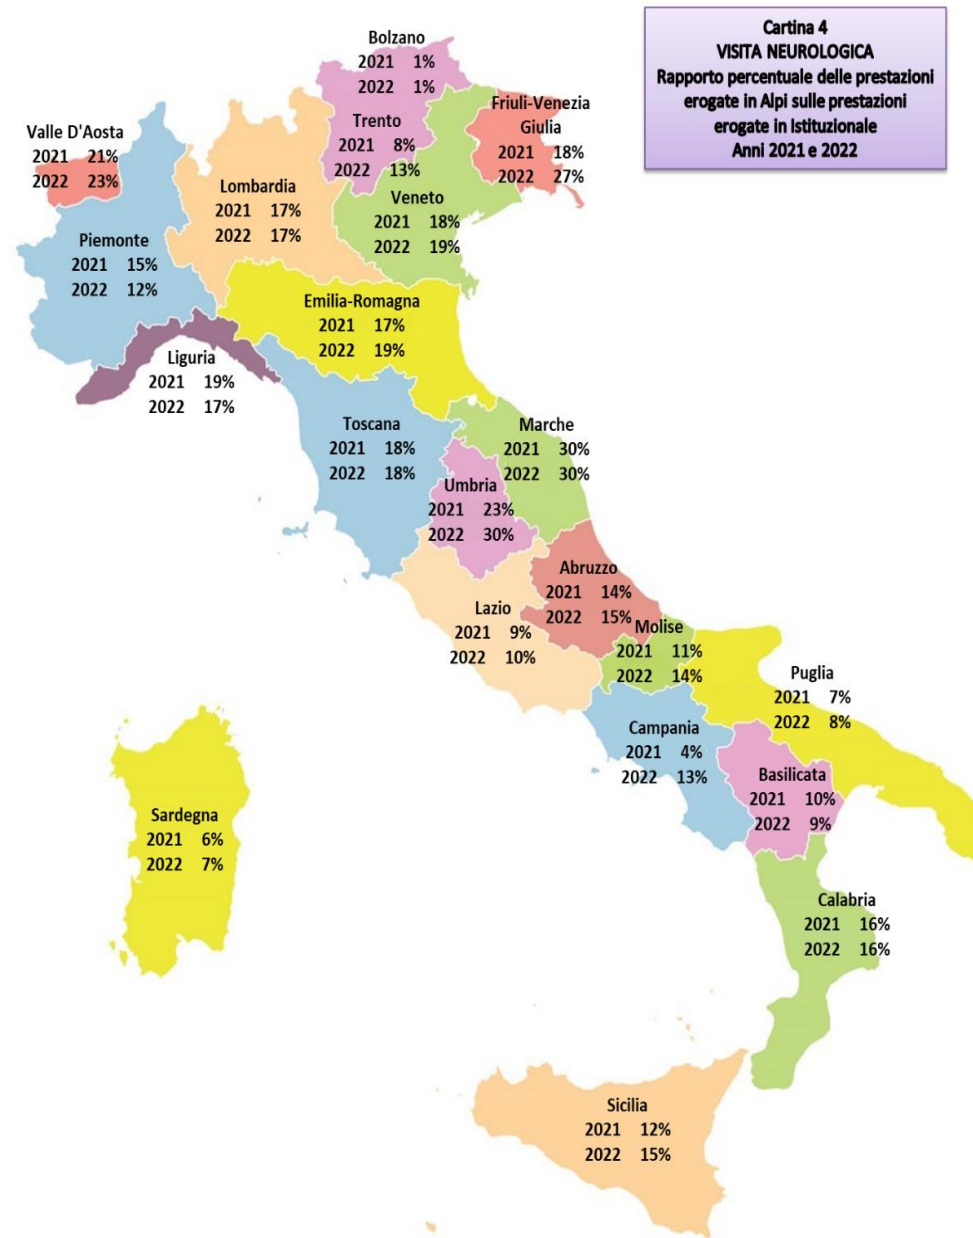 Cartina 4
VISITA NEUROLOGICA
Rapporto percentuale delle prestazioni
erogate in Alpi sulle prestazioni
erogate in Istituzionale
Anni 2021 e 2022
Bolzano
2021 1%
2022 1%
Trento
2021 8%
2022 13%
Friuli-Venezia
Giulia
2021 18%
2022 27%
Valle D'Aosta
2021 21%
2022 23%
Lombardia
2021 17%
2022 17%
Veneto
2021 18%
2022 19%
Piemonte
2021 15%
2022 12%
Emilia-Romagna
2021 17%
2022 19%
Liguria
2021 19%
2022 17%
Toscana
2021 18%
2022 18%
Marche
2021 30%
2022 30%
Umbria
2021 23%
2022 30%
Abruzzo
2021 14%
2022 15%
Lazio
2021 9%
2022 10%
Molise
2021 11%
2022 14%
Puglia
2021 7%
2022 8%
Campania
2021 4%
2022 13%
Basilicata
2021 10%
2022 9%
Sardegna
2021 6%
2022 7%
Calabria
2021 16%
2022 16%
Sicilia
2021 12%
2022 15%